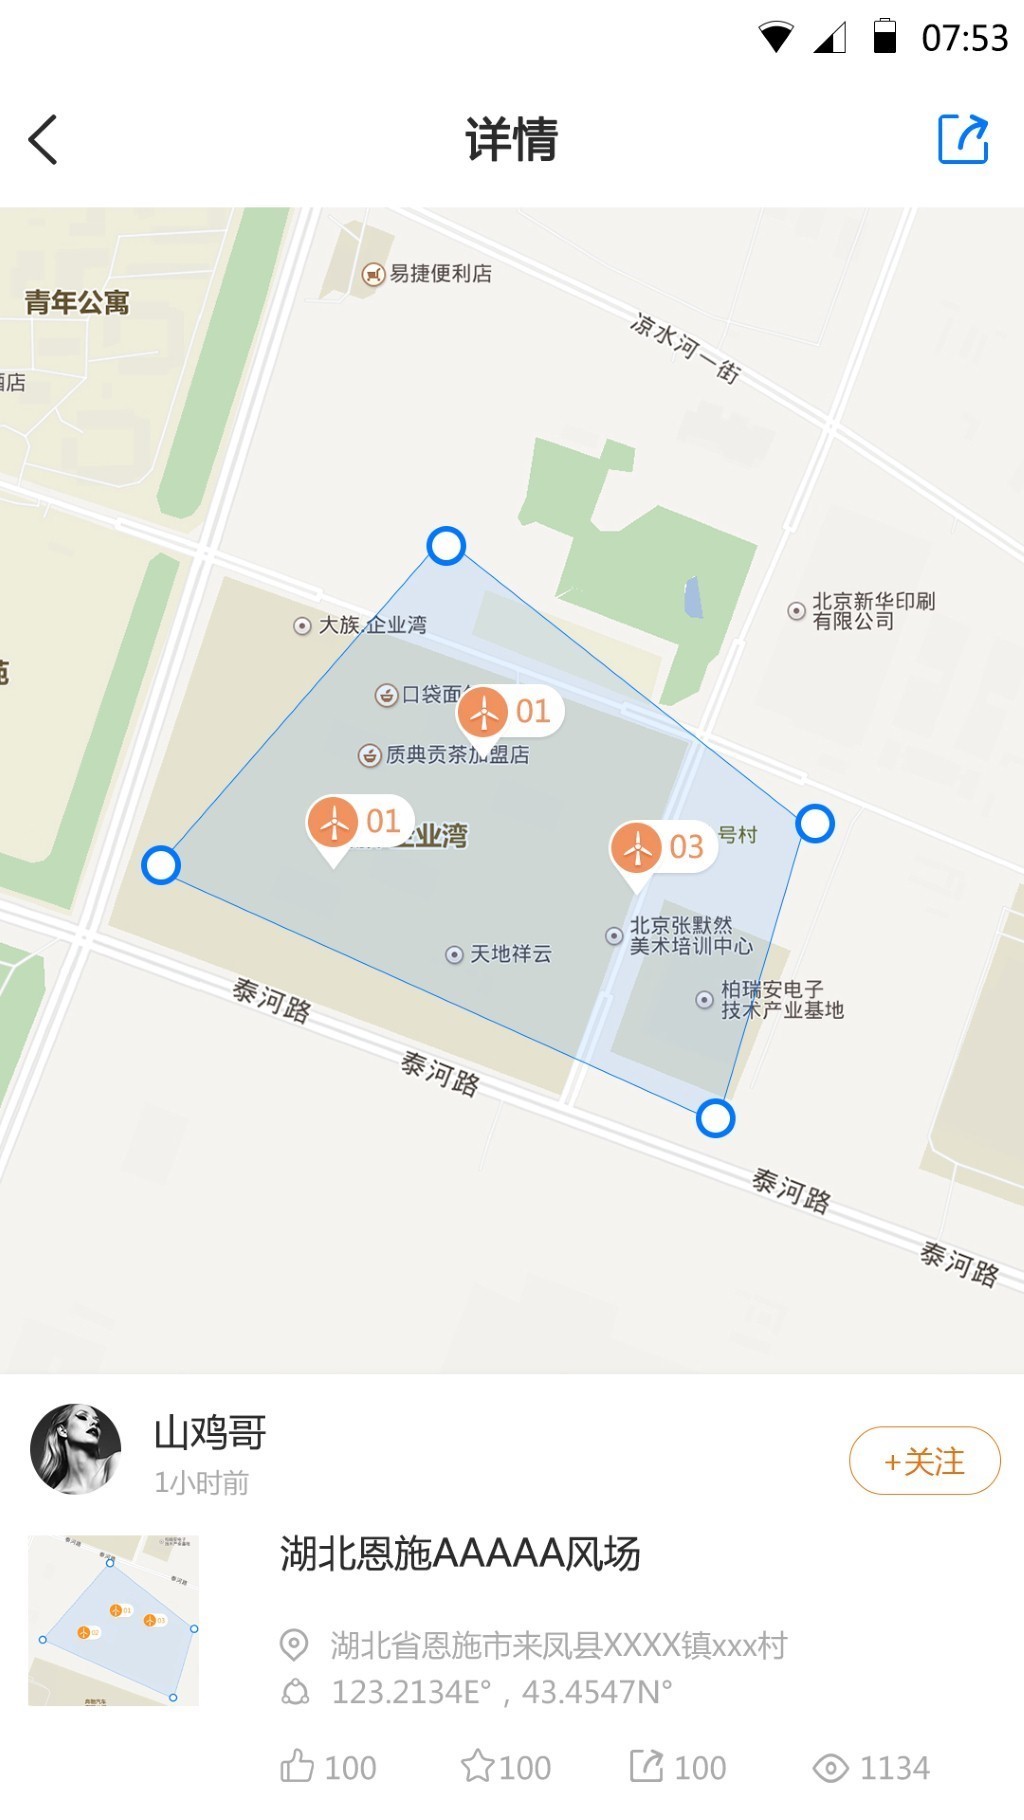 07:53
详情
易捷便利店
青年公寓
凉水河一街
店
北京新华印刷
有限公司
大族.企业湾
口袋面
01
质典贡茶加盟店
01
企业湾
03
号村
北京张默然
美术培训中心
天地祥云
柏瑞安电子
技术产业基地
泰河路
泰河路
泰河路
泰河路
山鸡哥
1小时前
+关注
湖北恩施AAAAA风场
湖北省恩施市来凤县XXXX镇xxx村
123.2134E°，43.4547N°
100
100
100
1134